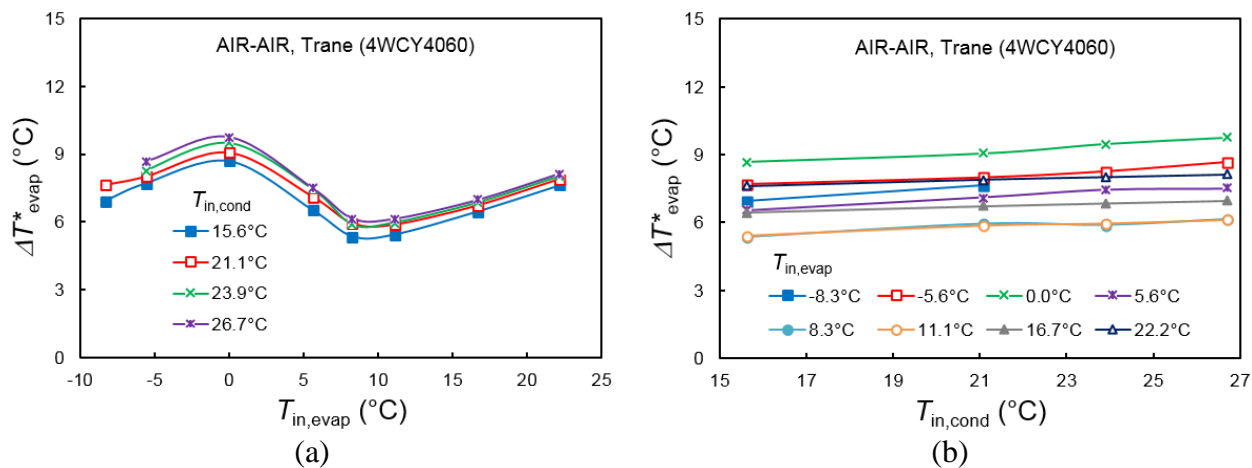 AIR-AIR, Trane (4WCY4060)
ΔT*evap (°C)
15
12
9
6
3
0
Tin,cond
15.6°C
21.1°C
23.9°C
26.7°C
-10 -5 0 5 10 15 20 25
Tin,evap (°C)
(a)
AIR-AIR, Trane (4WCY4060)
ΔT*evap (°C)
15
12
9
6
3
0
Tin,evap
-8.3°C -5.6°C 0.0°C 5.6°C
8.3°C 11.1°C 16.7°C 22.2°C
15 17 19 21 23 25 27
Tin,cond (°C)
(b)